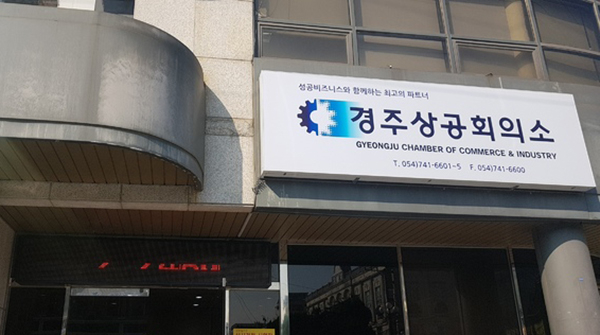 성공비즈니스와 함께하는 최고의 파트너
경주상공회의소
GYEONGJU CHAMBER OF COMMERCE & INDUSTRY
T. 054)741-6601~5 F. 054)741-6600